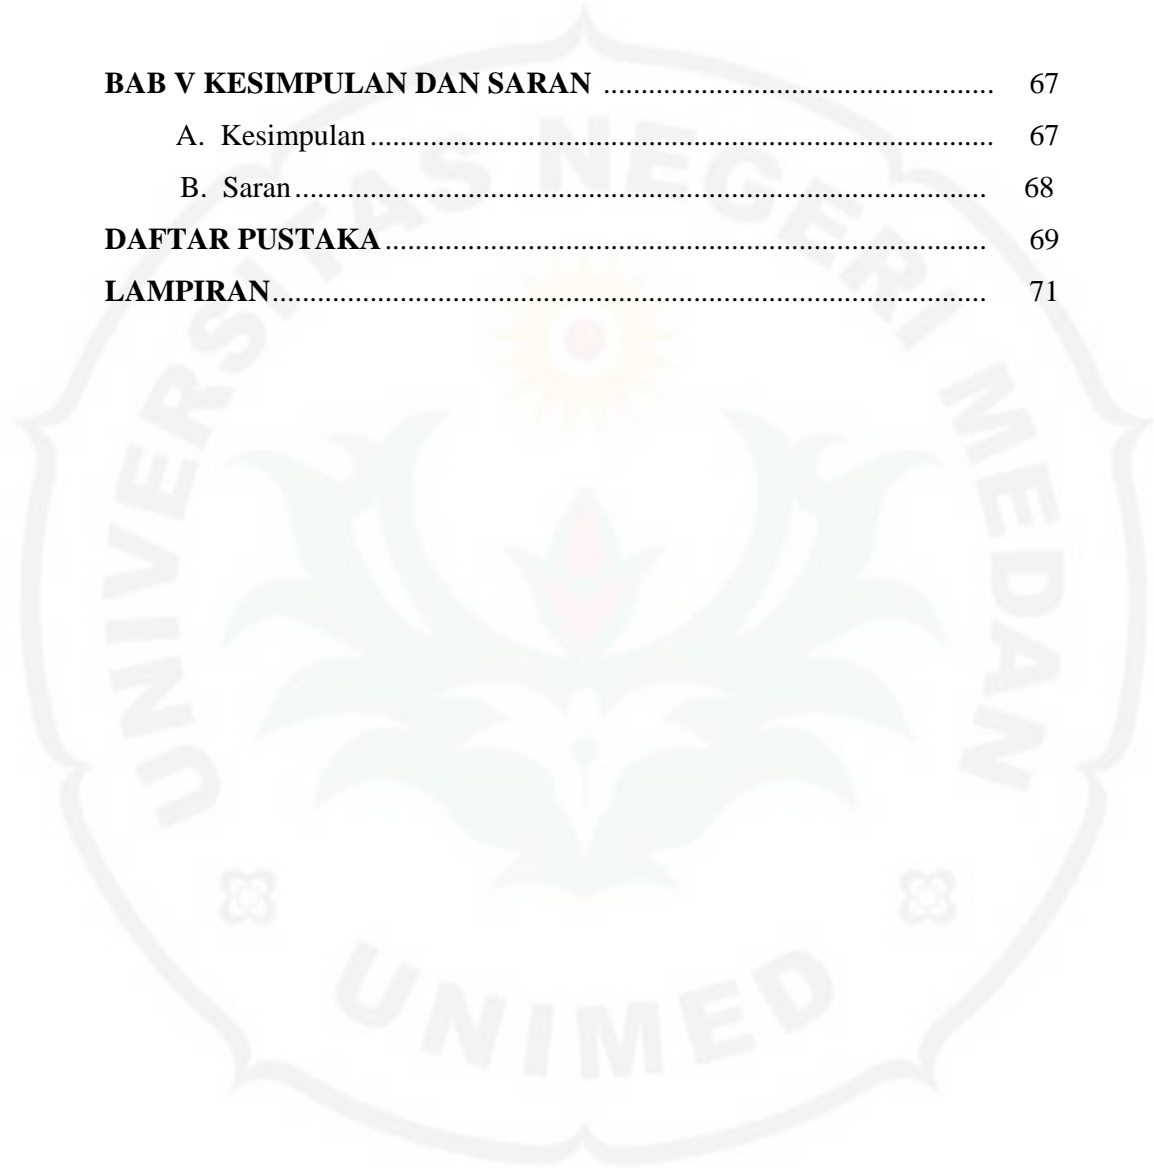 BAB V KESIMPULAN DAN SARAN ................................................ 67
A. Kesimpulan ............................................................................. 67
B. Saran ..................................................................................... 68
DAFTAR PUSTAKA .......................................................................... 69
LAMPIRAN........................................................................................ 71
UNIVERSITAS NEGERI MEDAN
UNIMED